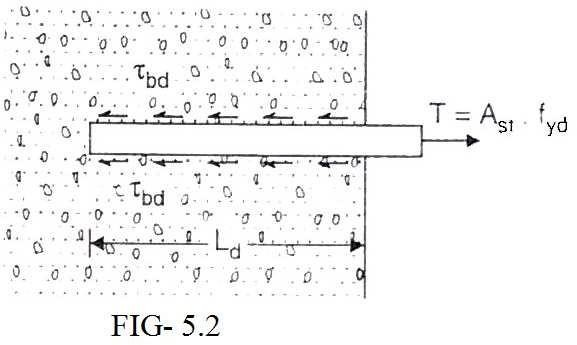 τbd
T = Ast . fyd
τbd
Ld
FIG- 5.2